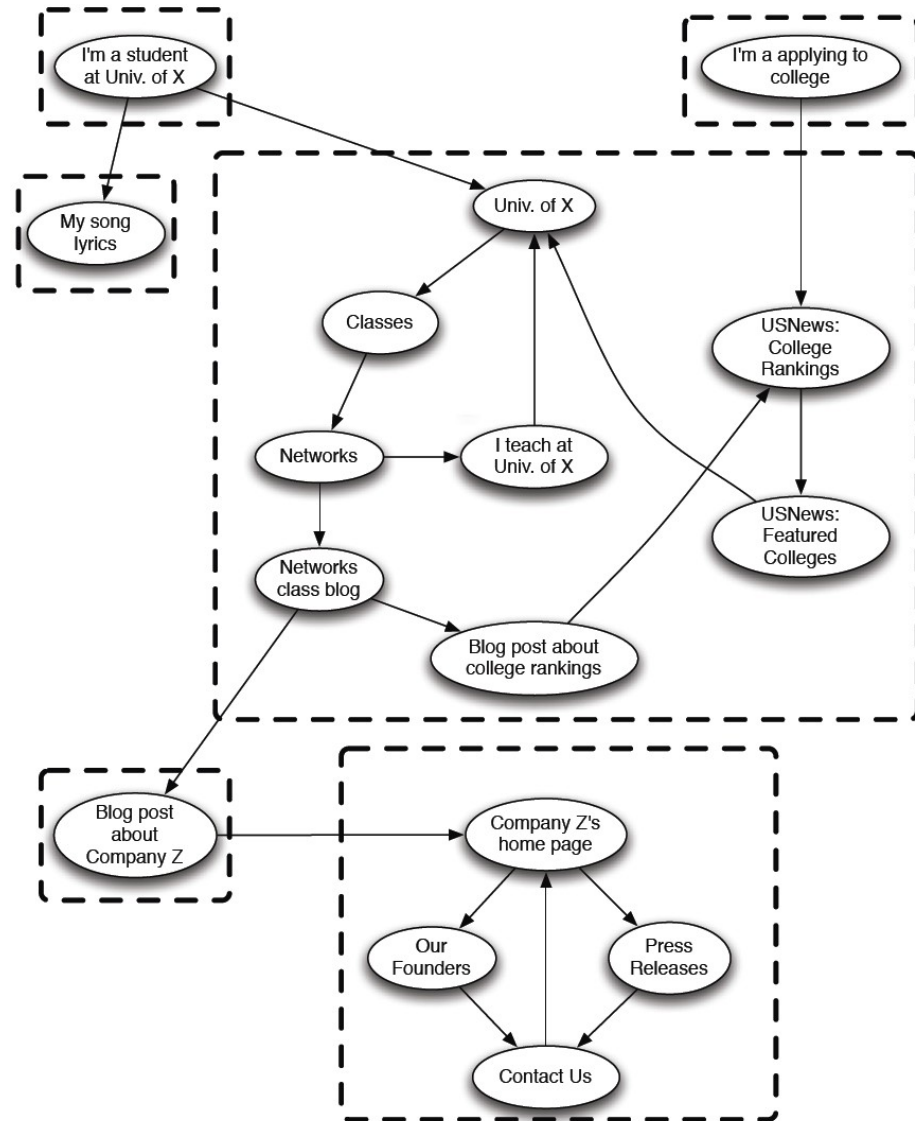 I'm a student
at Univ. of X
I'm a applying to
college
My song
lyrics
Univ. of X
Classes
USNews:
College
Rankings
Networks
I teach at
Univ. of X
USNews:
Featured
Colleges
Networks
class blog
Blog post about
college rankings
Blog post
about
Company Z
Company Z's
home page
Our
Founders
Press
Releases
Contact Us